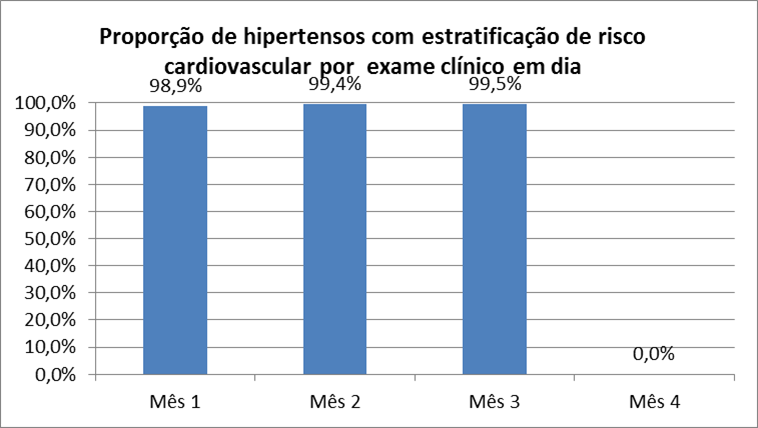 Proporção de hipertensos com estratificação de risco
cardiovascular por exame clínico em dia
98,9%
99,4%
99,5%
0,0%
100,0%
90,0%
80,0%
70,0%
60,0%
50,0%
40,0%
30,0%
20,0%
10,0%
0,0%
Mês 1
Mês 2
Mês 3
Mês 4